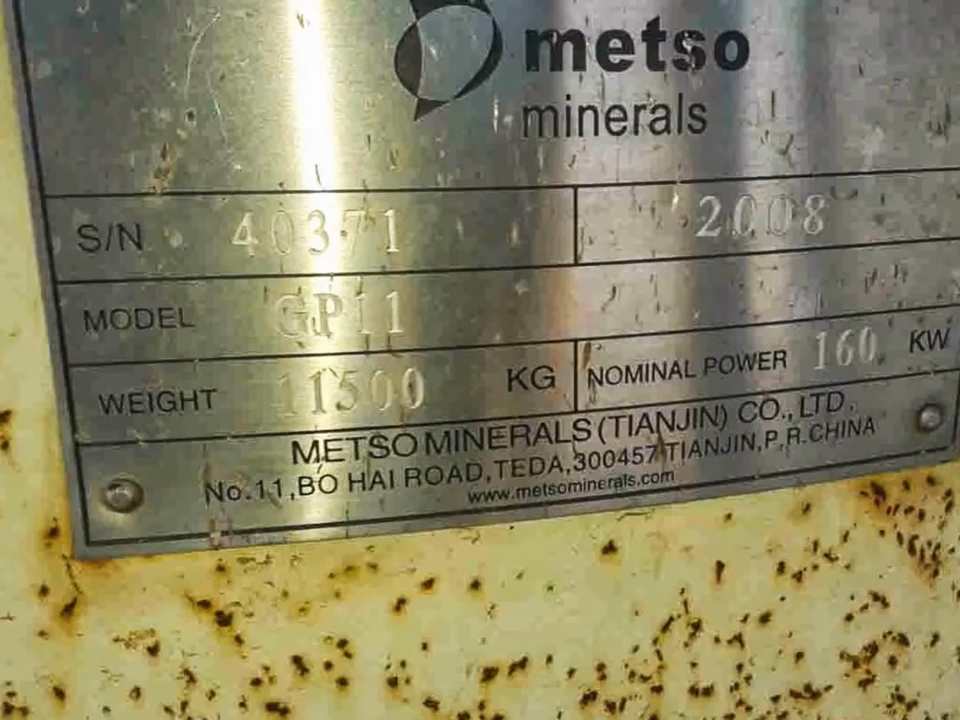 metso
minerals
S/N 40371 2008
MODEL GP11
WEIGHT 11500 KG NOMINAL POWER 160 KW
METSO MINERALS (TIANJIN) CO., LTD.
No.11, BO HAI ROAD, TEDA, 300457 TIANJIN, P.R.CHINA
www.metsominerals.com